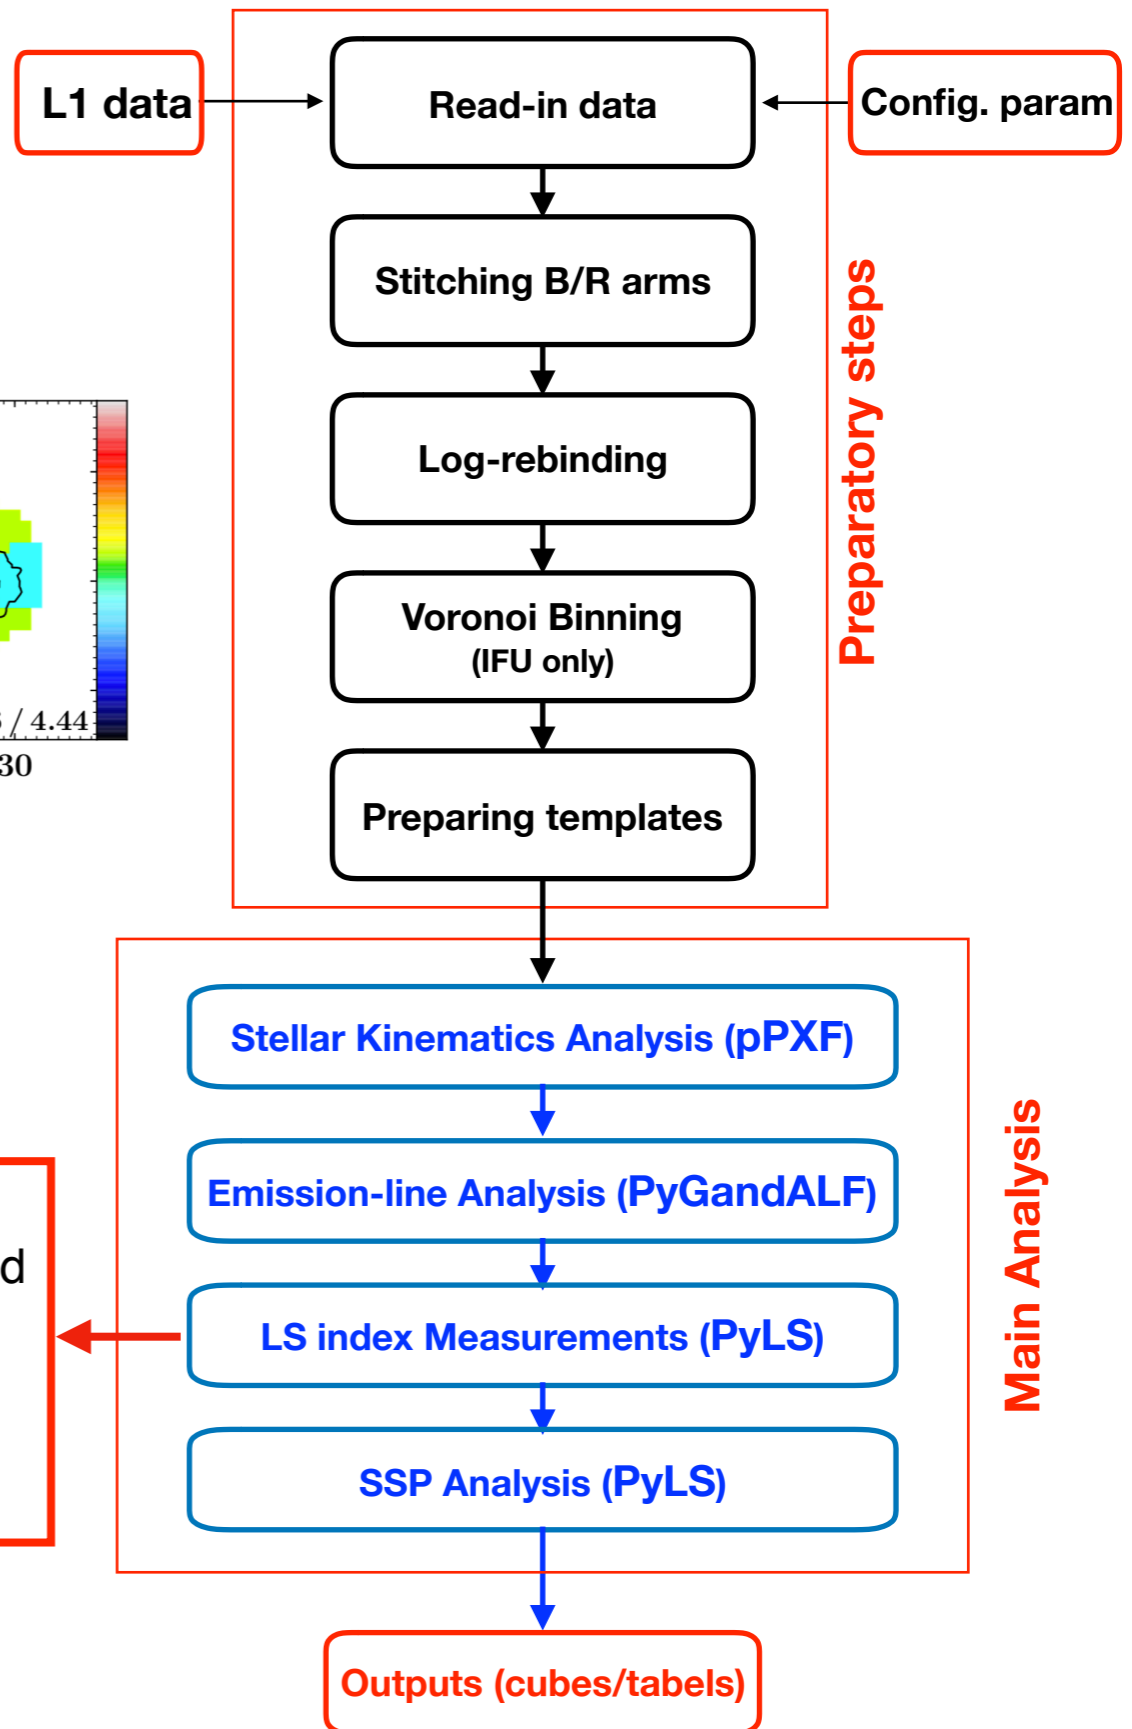 L1 data
Read-in data
Config. param
Stitching B/R arms
Log-rebinding
Voronoi Binning
(IFU only)
Preparing templates
Preparatory steps
/ 4.44
30
Stellar Kinematics Analysis (pPXF)
Emission-line Analysis (PyGandALF)
LS index Measurements (PyLS)
SSP Analysis (PyLS)
Main Analysis
d
Outputs (cubes/tabels)